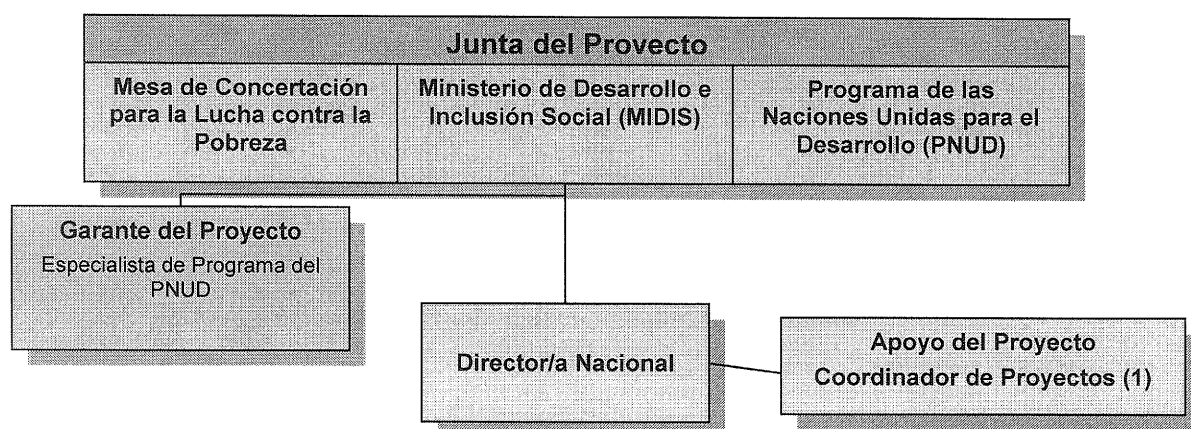 Junta del Proyecto
Mesa de Concertación
para la Lucha contra la
Pobreza
Ministerio de Desarrollo e
Inclusión Social (MIDIS)
Programa de las
Naciones Unidas para el
Desarrollo (PNUD)
Garante del Proyecto
Especialista de Programa del
PNUD
Director/a Nacional
Apoyo del Proyecto
Coordinador de Proyectos (1)